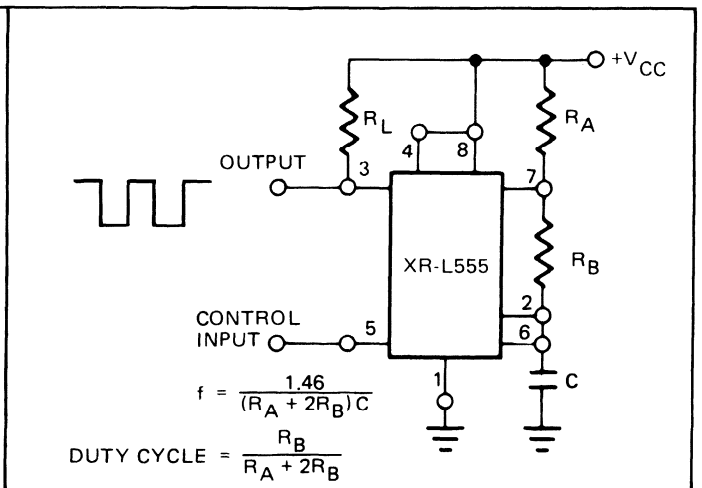 +VCC
RL
RA
4
8
OUTPUT
3
7
XR-L555
RB
2
CONTROL
INPUT
5
6
1
C
f = 1.46 / (RA + 2RB) C
DUTY CYCLE = RB / RA + 2RB